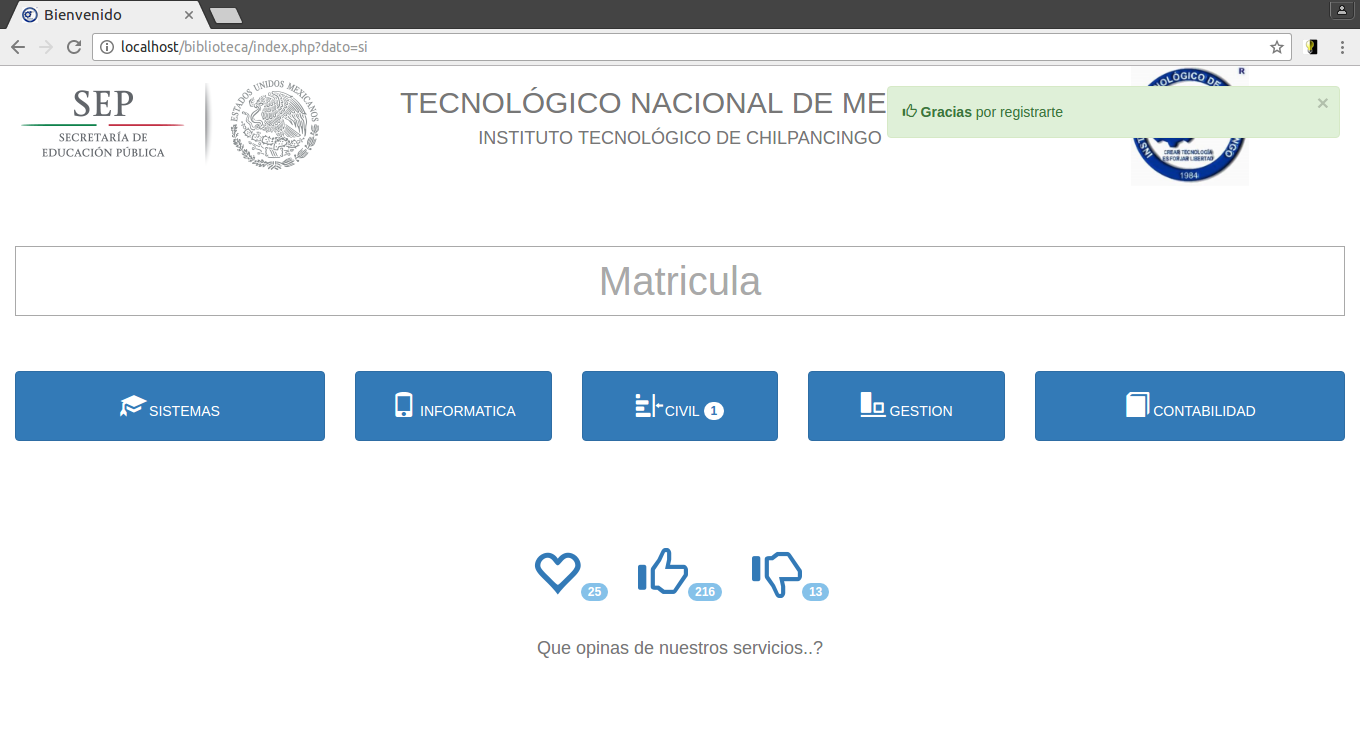 Bienvenido
localhost/biblioteca/index.php?dato=si
SEP
SECRETARÍA DE
EDUCACIÓN PÚBLICA
ESTADOS UNIDOS MEXICANOS
TECNOLÓGICO NACIONAL DE ME
INSTITUTO TECNOLÓGICO DE CHILPANCINGO
Gracias por registrarte
×
R
CREAR TECNOLOGÍA
ES FORJAR LIBERTAD
1984
Matricula
SISTEMAS
INFORMATICA
CIVIL 1
GESTION
CONTABILIDAD
25
216
13
Que opinas de nuestros servicios..?